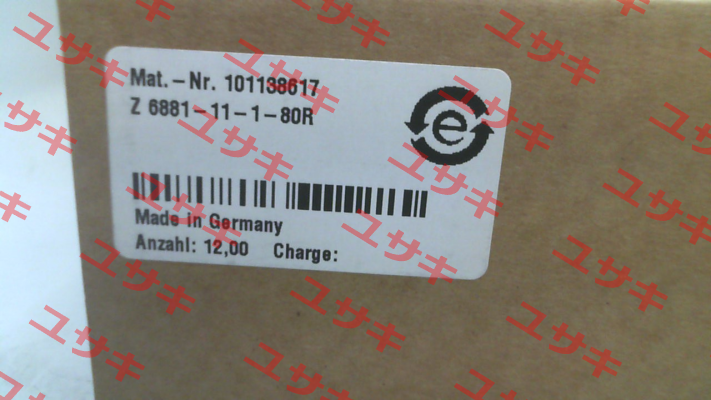 Mat.-Nr. 101138617
Z 6881-11-1-80R
e
Made in Germany
Anzahl: 12,00 Charge:
ユサキ